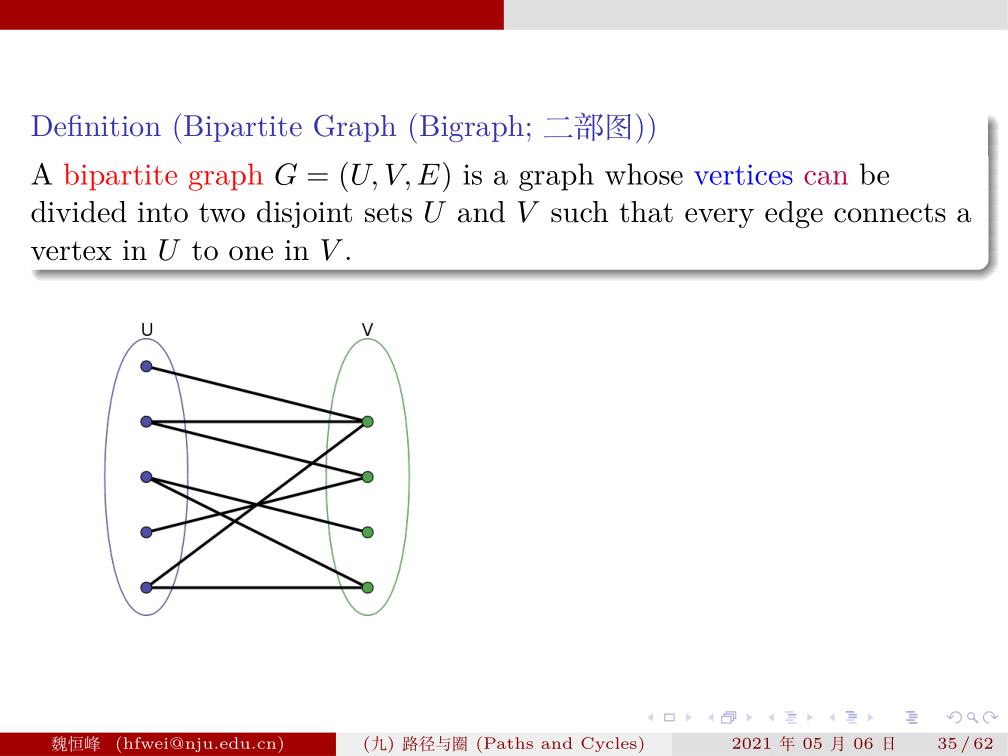 Definition (Bipartite Graph (Bigraph; 二部图))
A bipartite graph G = (U, V, E) is a graph whose vertices can be
divided into two disjoint sets U and V such that every edge connects a
vertex in U to one in V.
U V
魏恒峰 (hfwei@nju.edu.cn) (九) 路径与圈 (Paths and Cycles) 2021 年 05 月 06 日 35 / 62